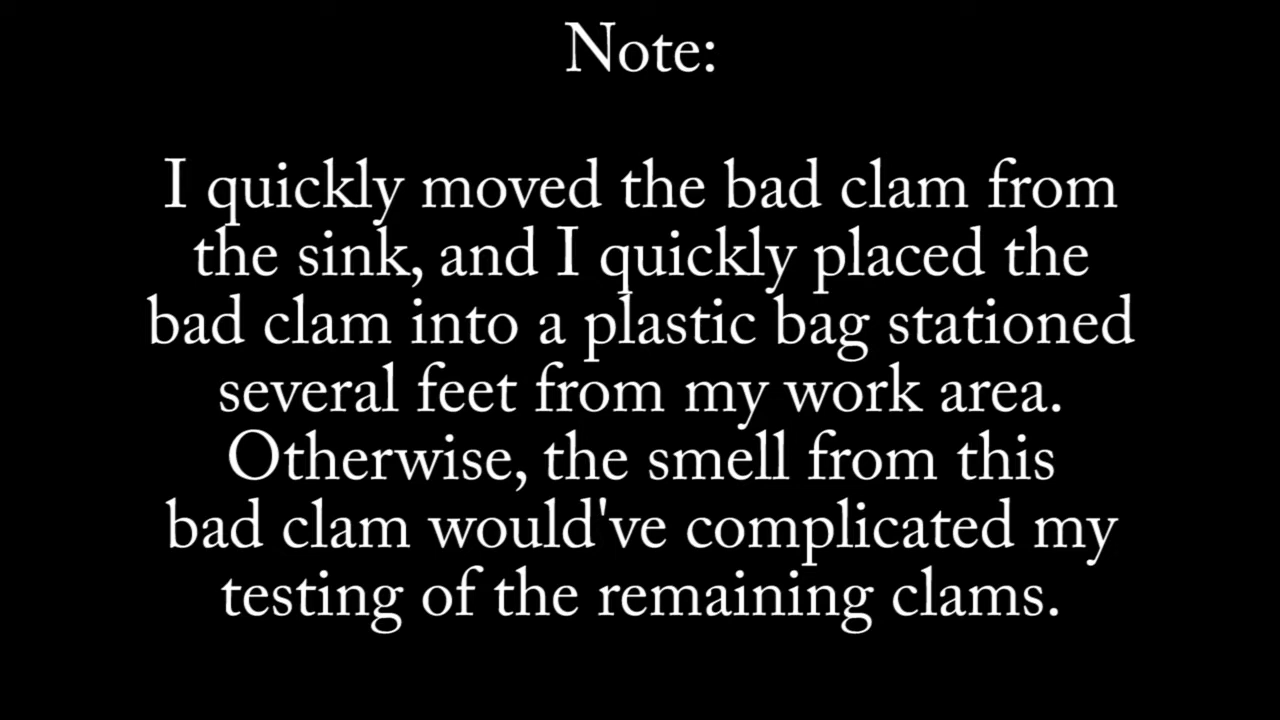 Note:
I quickly moved the bad clam from
the sink, and I quickly placed the
bad clam into a plastic bag stationed
several feet from my work area.
Otherwise, the smell from this
bad clam would've complicated my
testing of the remaining clams.